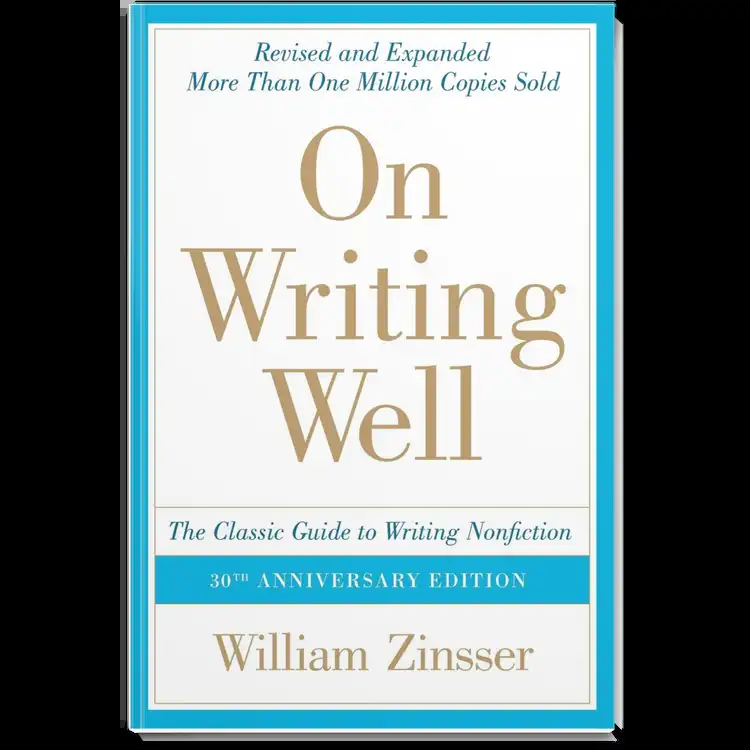 Revised and Expanded
More Than One Million Copies Sold
On
Writing
Well
The Classic Guide to Writing Nonfiction
30TH ANNIVERSARY EDITION
William Zinsser